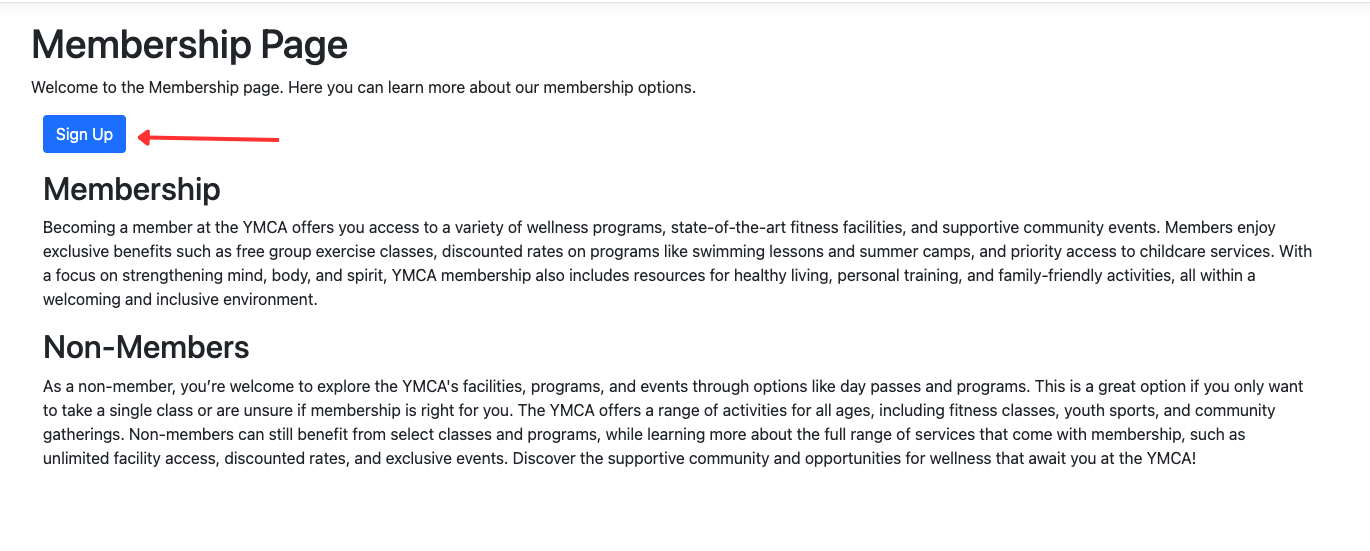 Membership Page
Welcome to the Membership page. Here you can learn more about our membership options.
Sign Up
Membership
Becoming a member at the YMCA offers you access to a variety of wellness programs, state-of-the-art fitness facilities, and supportive community events. Members enjoy
exclusive benefits such as free group exercise classes, discounted rates on programs like swimming lessons and summer camps, and priority access to childcare services. With
a focus on strengthening mind, body, and spirit, YMCA membership also includes resources for healthy living, personal training, and family-friendly activities, all within a
welcoming and inclusive environment.
Non-Members
As a non-member, you’re welcome to explore the YMCA's facilities, programs, and events through options like day passes and programs. This is a great option if you only want
to take a single class or are unsure if membership is right for you. The YMCA offers a range of activities for all ages, including fitness classes, youth sports, and community
gatherings. Non-members can still benefit from select classes and programs, while learning more about the full range of services that come with membership, such as
unlimited facility access, discounted rates, and exclusive events. Discover the supportive community and opportunities for wellness that await you at the YMCA!